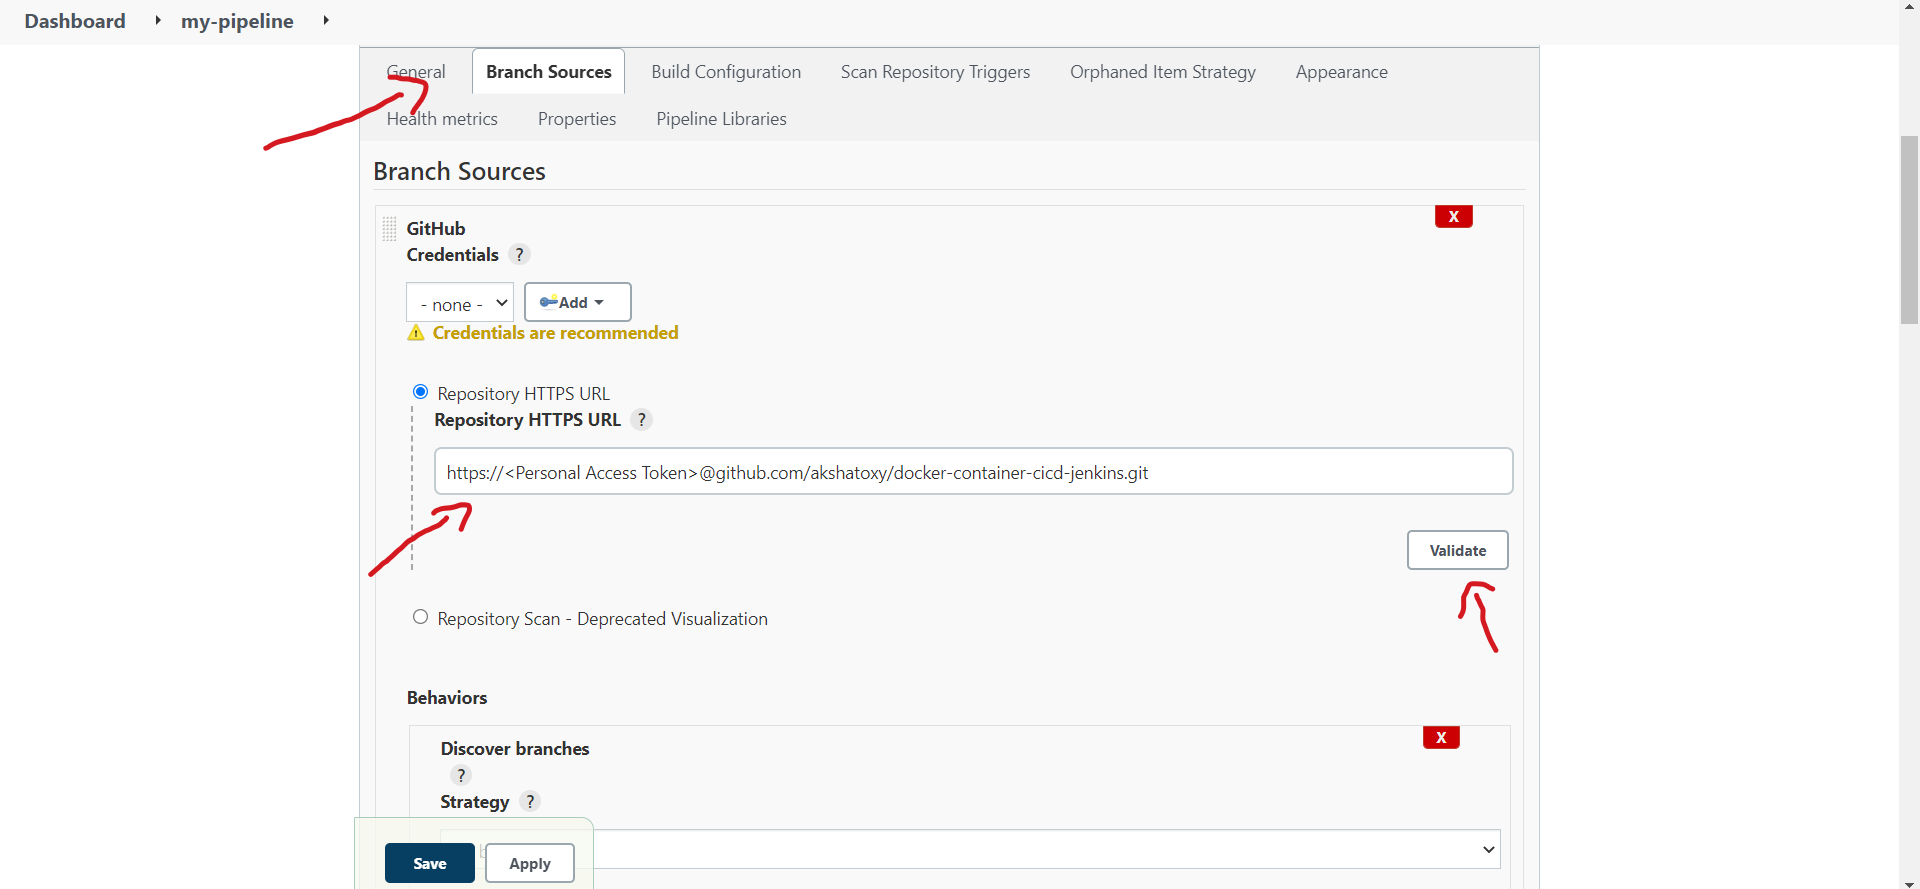 Dashboard my-pipeline
General Branch Sources Build Configuration Scan Repository Triggers Orphaned Item Strategy Appearance
Health metrics Properties Pipeline Libraries
Branch Sources
X
GitHub
Credentials ?
- none - Add
Credentials are recommended
Repository HTTPS URL
Repository HTTPS URL ?
https://<Personal Access Token>@github.com/akshatoxy/docker-container-cicd-jenkins.git
Validate
Repository Scan - Deprecated Visualization
Behaviors
X
Discover branches
?
Strategy ?
Save Apply